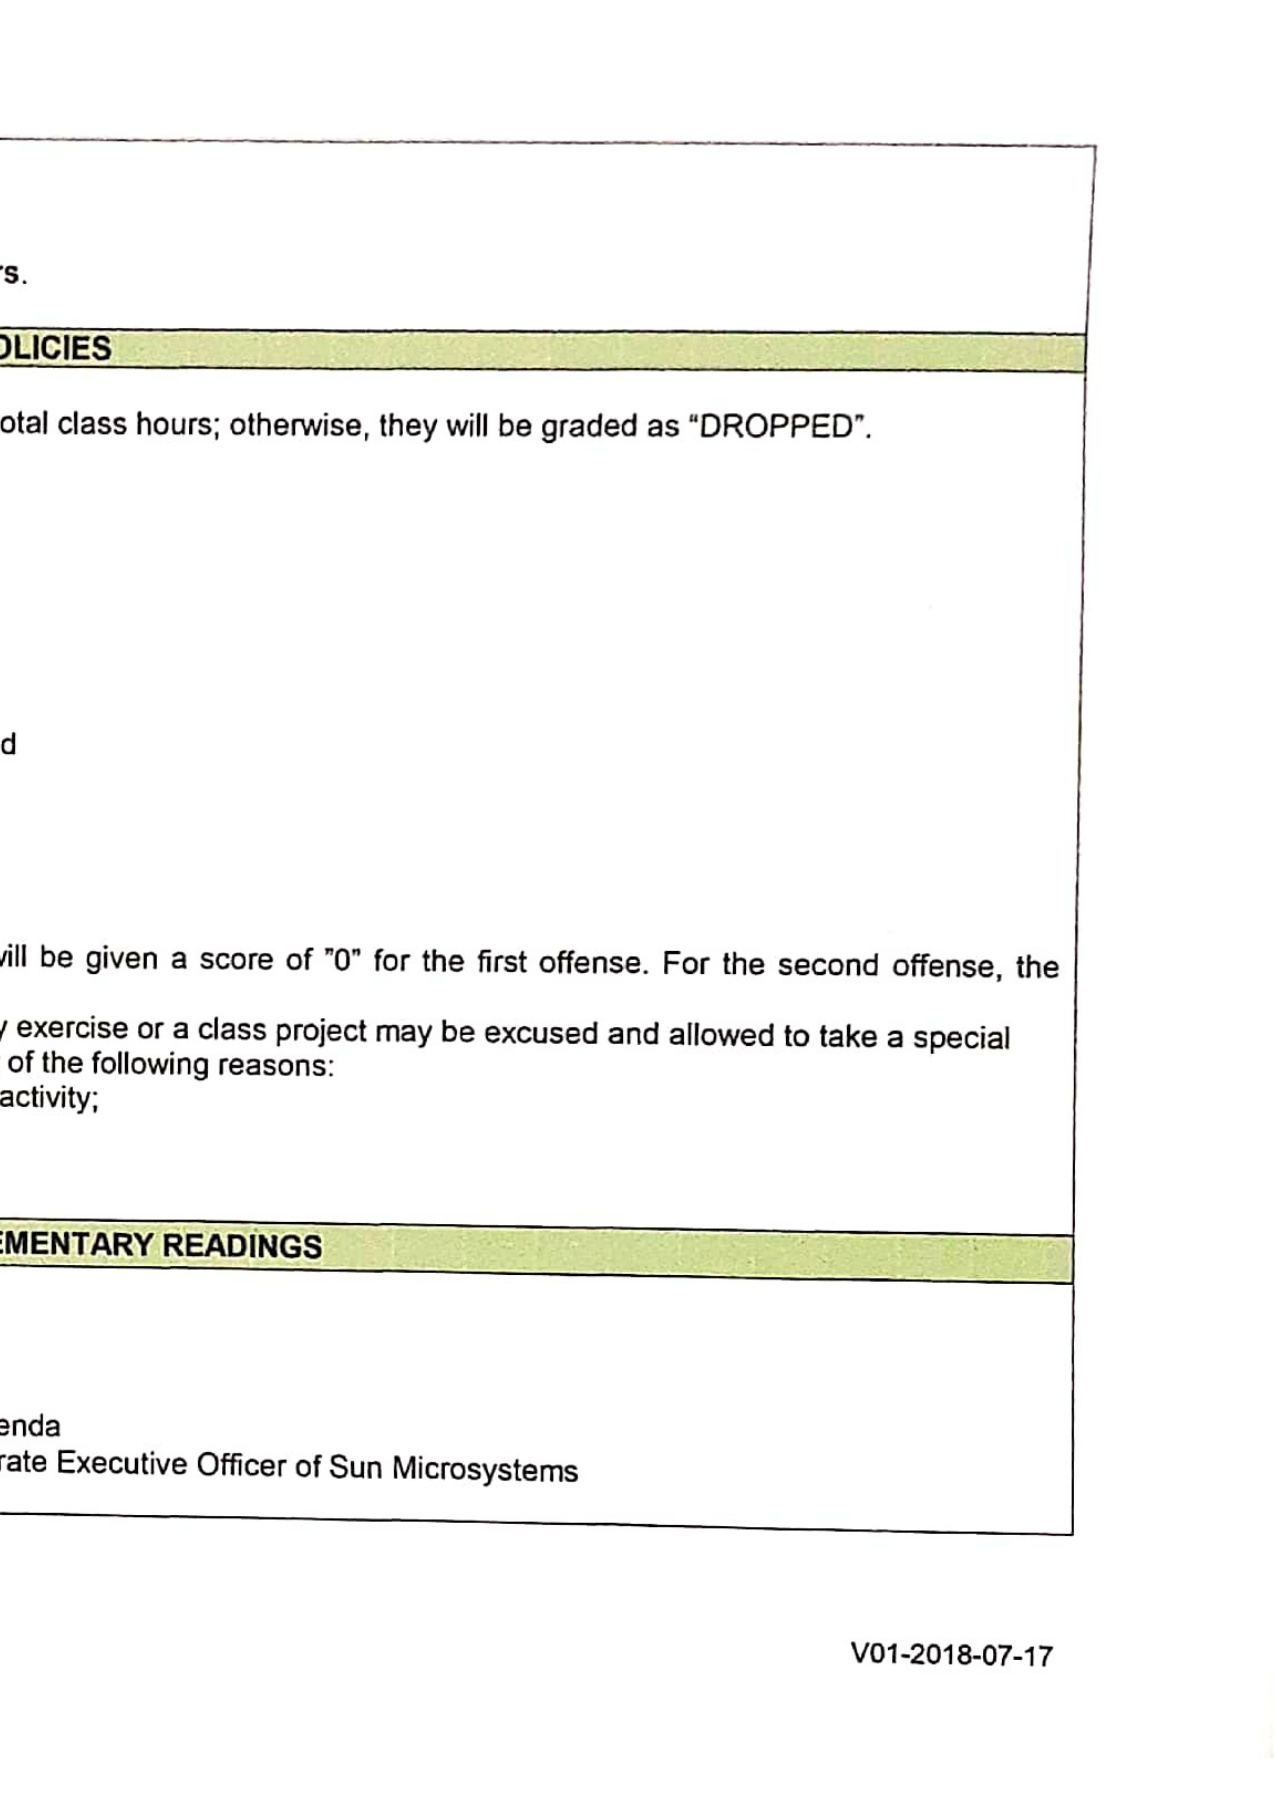 rs.
OLICIES
otal class hours; otherwise, they will be graded as “DROPPED”.
d
will be given a score of ”0” for the first offense. For the second offense, the
y exercise or a class project may be excused and allowed to take a special
of the following reasons:
activity;
EMENTARY READINGS
enda
rate Executive Officer of Sun Microsystems
V01-2018-07-17